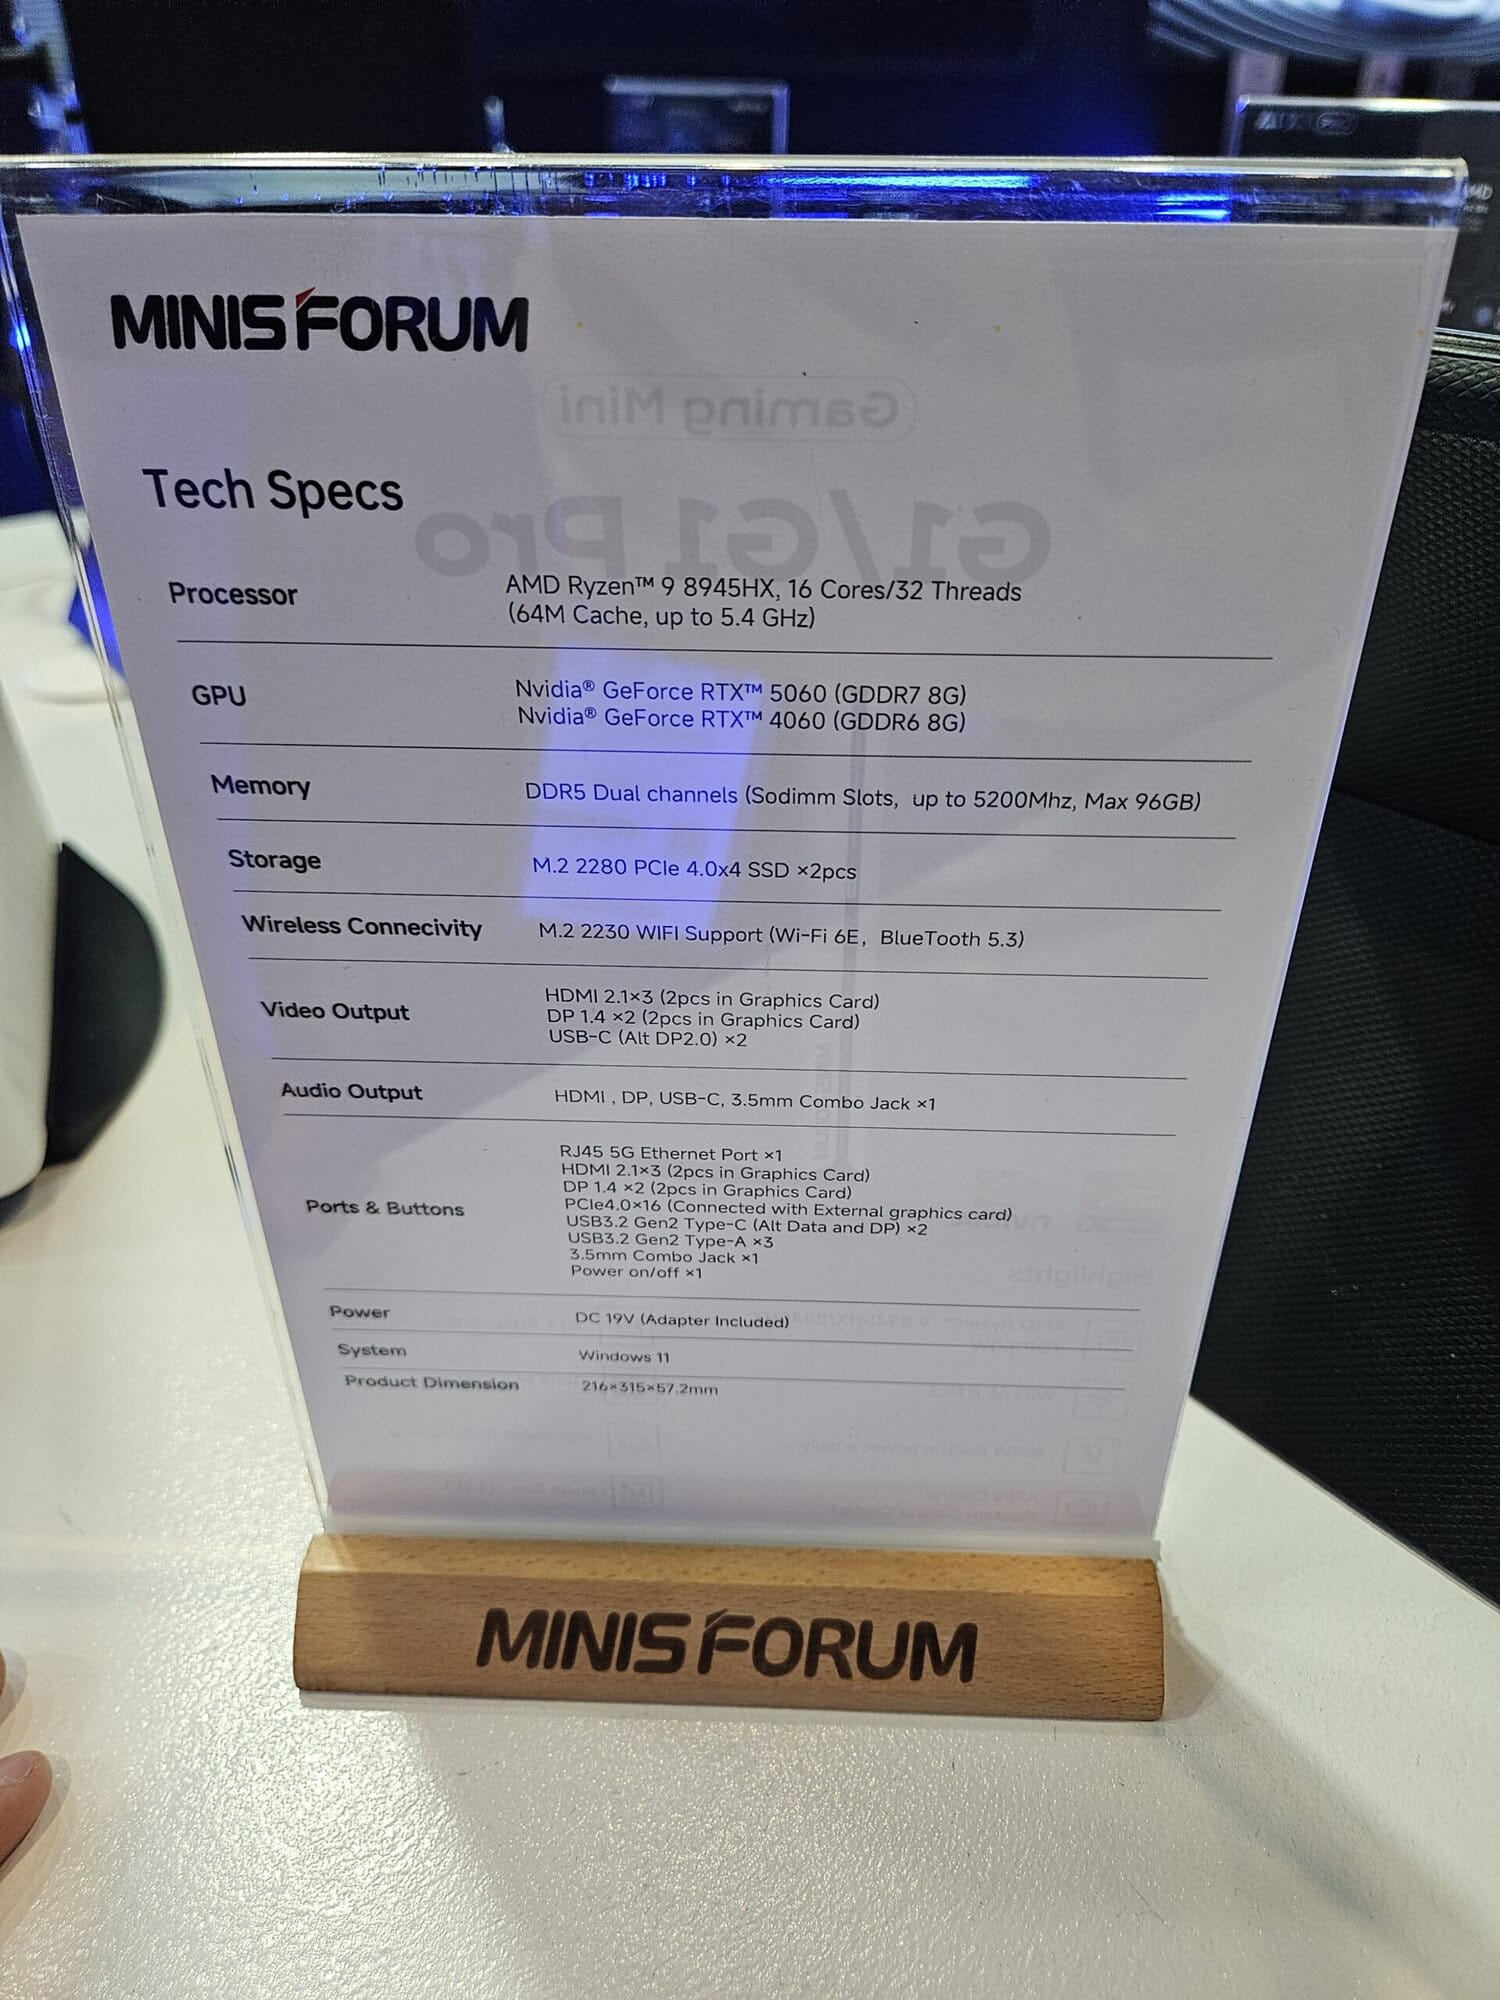 MINISFORUM
Gaming Mini
G1/G1 Pro
Tech Specs
Processor
AMD Ryzen™ 9 8945HX, 16 Cores/32 Threads
(64M Cache, up to 5.4 GHz)
GPU
Nvidia® GeForce RTX™ 5060 (GDDR7 8G)
Nvidia® GeForce RTX™ 4060 (GDDR6 8G)
Memory
DDR5 Dual channels (Sodimm Slots, up to 5200Mhz, Max 96GB)
Storage
M.2 2280 PCIe 4.0x4 SSD ×2pcs
Wireless Connecivity
M.2 2230 WIFI Support (Wi-Fi 6E, BlueTooth 5.3)
Video Output
HDMI 2.1×3 (2pcs in Graphics Card)
DP 1.4 ×2 (2pcs in Graphics Card)
USB-C (Alt DP2.0) ×2
Audio Output
HDMI , DP, USB-C, 3.5mm Combo Jack ×1
Ports & Buttons
RJ45 5G Ethernet Port ×1
HDMI 2.1×3 (2pcs in Graphics Card)
DP 1.4 ×2 (2pcs in Graphics Card)
PCIe4.0×16 (Connected with External graphics card)
USB3.2 Gen2 Type-C (Alt Data and DP) ×2
USB3.2 Gen2 Type-A ×3
3.5mm Combo Jack ×1
Power on/off ×1
Power
DC 19V (Adapter Included)
System
Windows 11
Product Dimension
216×315×57.2mm
Highlights
MINISFORUM